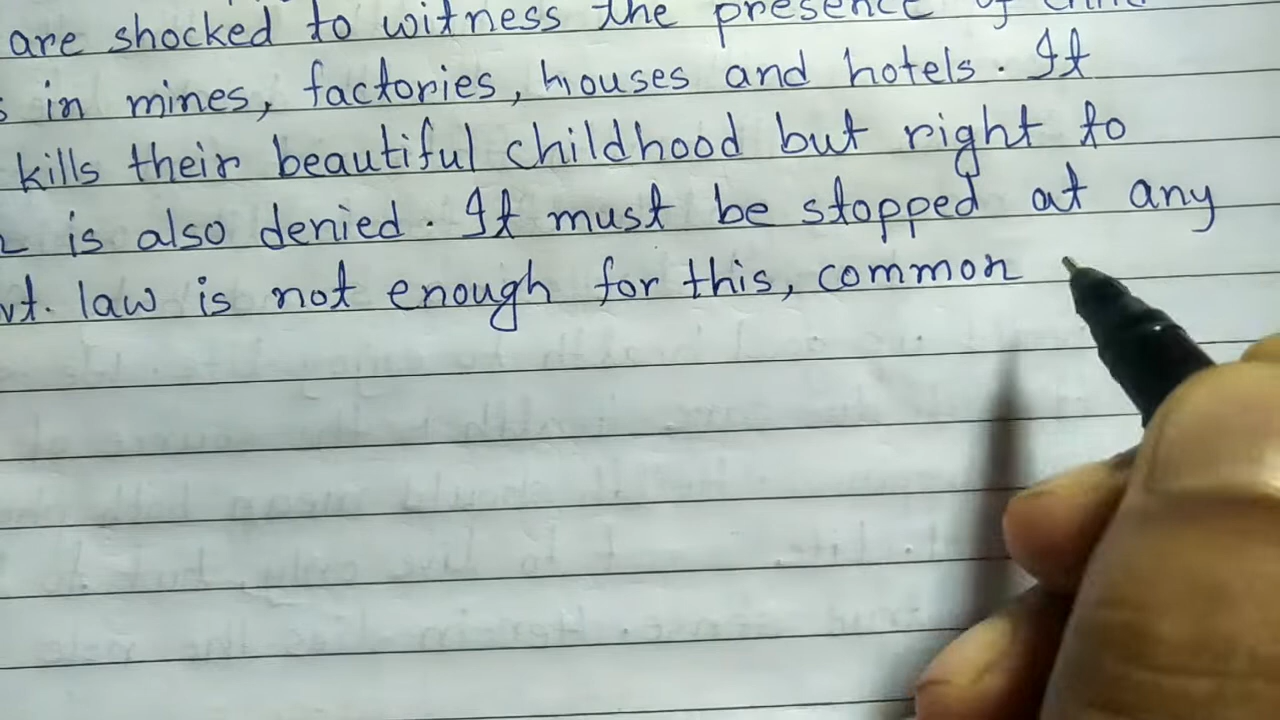 are shocked to witness the presence of
in mines, factories, houses and hotels. It
kills their beautiful childhood but right to
is also denied. It must be stopped at any
law is not enough for this, common